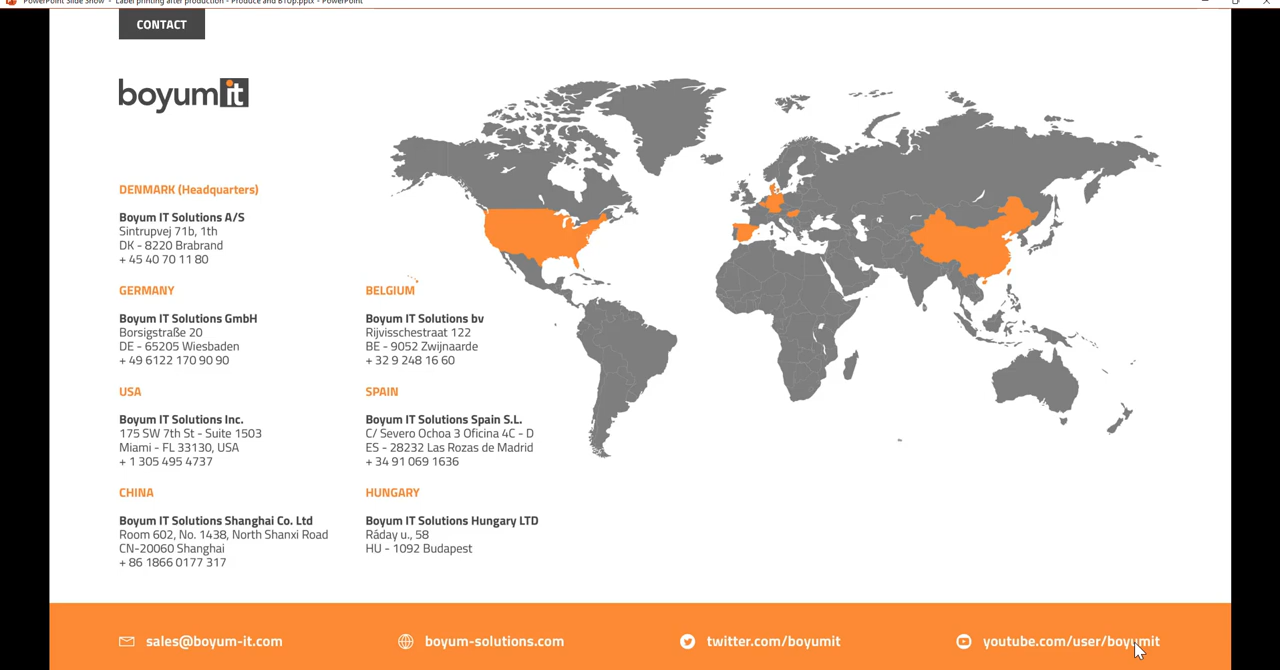 PowerPoint Slide Show - Label printing after production - Produce and B1Up.pptx - PowerPoint
CONTACT
boyumit
DENMARK (Headquarters)
Boyum IT Solutions A/S
Sintrupvej 71b, 1th
DK - 8220 Brabrand
+ 45 40 70 11 80
GERMANY
Boyum IT Solutions GmbH
Borsigstraße 20
DE - 65205 Wiesbaden
+ 49 6122 170 90 90
BELGIUM
Boyum IT Solutions bv
Rijvisschestraat 122
BE - 9052 Zwijnaarde
+ 32 9 248 16 60
USA
Boyum IT Solutions Inc.
175 SW 7th St - Suite 1503
Miami - FL 33130, USA
+ 1 305 495 4737
SPAIN
Boyum IT Solutions Spain S.L.
C/ Severo Ochoa 3 Oficina 4C - D
ES - 28232 Las Rozas de Madrid
+ 34 91 069 1636
CHINA
Boyum IT Solutions Shanghai Co. Ltd
Room 602, No. 1438, North Shanxi Road
CN-20060 Shanghai
+ 86 1866 0177 317
HUNGARY
Boyum IT Solutions Hungary LTD
Ráday u., 58
HU - 1092 Budapest
sales@boyum-it.com
boyum-solutions.com
twitter.com/boyumit
youtube.com/user/boyumit